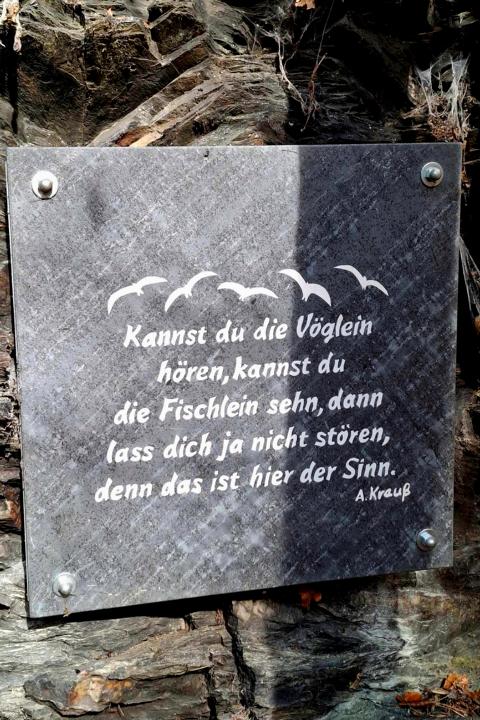 Kannst du die Vöglein
hören, kannst du
die Fischlein sehn, dann
lass dich ja nicht stören,
denn das ist hier der Sinn.
A. Krauß